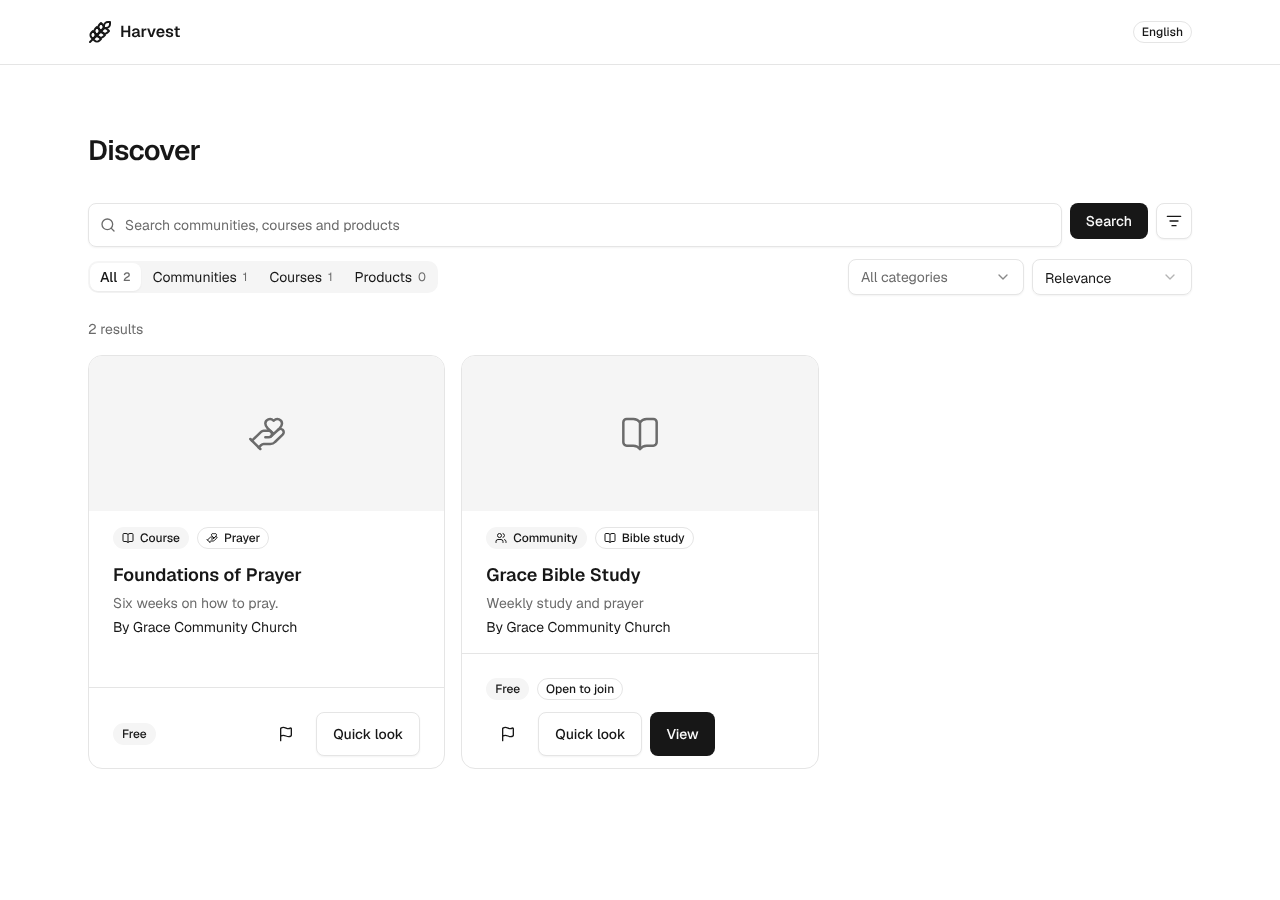 Harvest
English
Discover
Search communities, courses and products
Search
All 2 Communities 1 Courses 1 Products 0
All categories
Relevance
2 results
Course Prayer
Foundations of Prayer
Six weeks on how to pray.
By Grace Community Church
Free
Quick look
Community Bible study
Grace Bible Study
Weekly study and prayer
By Grace Community Church
Free Open to join
Quick look View